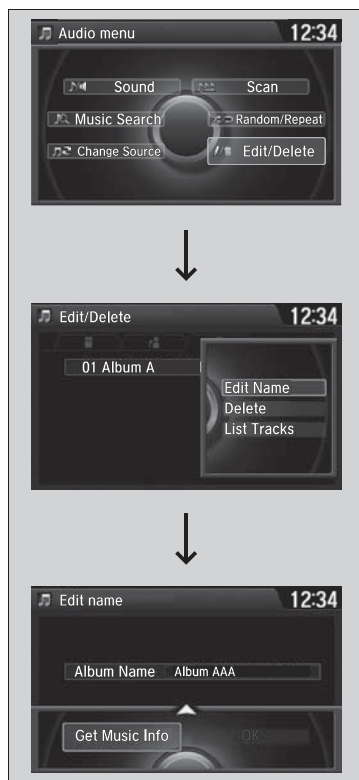 Audio menu 12:34
Sound Scan
Music Search Random/Repeat
Change Source Edit/Delete
Edit/Delete 12:34
01 Album A
Edit Name
Delete
List Tracks
Edit name 12:34
Album Name Album AAA
Get Music Info OK